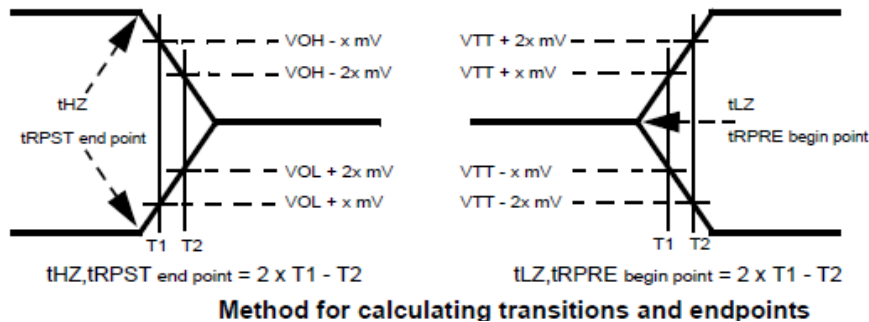 VOH - x mV
VOH - 2x mV
tHZ
tRPST end point
VOL + 2x mV
VOL + x mV
T1 T2
tHZ,tRPST end point = 2 x T1 - T2
VTT + 2x mV
VTT + x mV
tLZ
tRPRE begin point
VTT - x mV
VTT - 2x mV
T1 T2
tLZ,tRPRE begin point = 2 x T1 - T2
Method for calculating transitions and endpoints